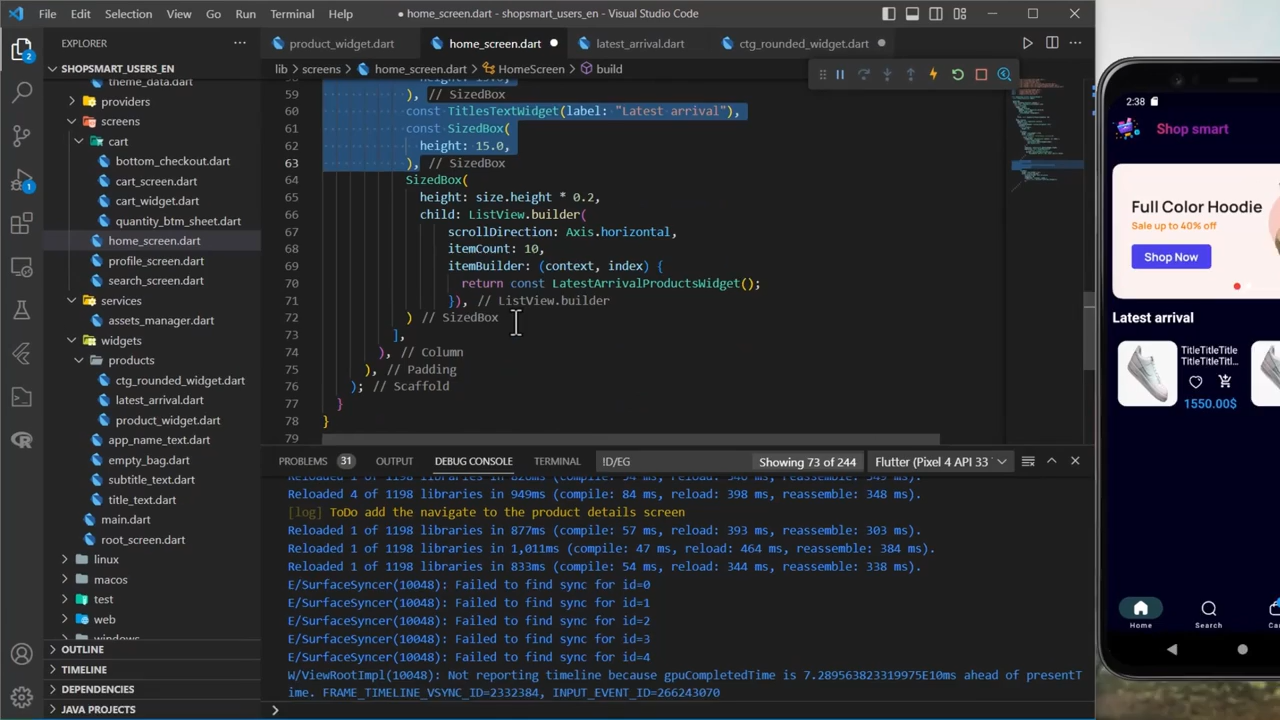 File Edit Selection View Go Run Terminal Help
● home_screen.dart - shopsmart_users_en - Visual Studio Code
EXPLORER
SHOPSMART_USERS_EN
theme_data.dart
providers
screens
cart
bottom_checkout.dart
cart_screen.dart
cart_widget.dart
quantity_btm_sheet.dart
home_screen.dart
profile_screen.dart
search_screen.dart
services
assets_manager.dart
widgets
products
ctg_rounded_widget.dart
latest_arrival.dart
product_widget.dart
app_name_text.dart
empty_bag.dart
subtitle_text.dart
title_text.dart
main.dart
root_screen.dart
linux
macos
test
web
windows
OUTLINE
TIMELINE
DEPENDENCIES
JAVA PROJECTS
2
1
product_widget.dart home_screen.dart latest_arrival.dart ctg_rounded_widget.dart
lib > screens > home_screen.dart > HomeScreen > build
59 ), // SizedBox
60 const TitlesTextWidget(label: "Latest arrival"),
61 const SizedBox(
62 height: 15.0,
63 ), // SizedBox
64 SizedBox(
65 height: size.height * 0.2,
66 child: ListView.builder(
67 scrollDirection: Axis.horizontal,
68 itemCount: 10,
69 itemBuilder: (context, index) {
70 return const LatestArrivalProductsWidget();
71 }), // ListView.builder
72 ) // SizedBox
73 ],
74 ), // Column
75 ), // Padding
76 ); // Scaffold
77 }
78 }
79
PROBLEMS 31 OUTPUT DEBUG CONSOLE TERMINAL !D/EG Showing 73 of 244 Flutter (Pixel 4 API 33
Reloaded 4 of 1198 libraries in 949ms (compile: 84 ms, reload: 398 ms, reassemble: 348 ms).
[log] ToDo add the navigate to the product details screen
Reloaded 1 of 1198 libraries in 877ms (compile: 57 ms, reload: 393 ms, reassemble: 303 ms).
Reloaded 1 of 1198 libraries in 1,011ms (compile: 47 ms, reload: 464 ms, reassemble: 384 ms).
Reloaded 1 of 1198 libraries in 833ms (compile: 54 ms, reload: 344 ms, reassemble: 338 ms).
E/SurfaceSyncer(10048): Failed to find sync for id=0
E/SurfaceSyncer(10048): Failed to find sync for id=1
E/SurfaceSyncer(10048): Failed to find sync for id=2
E/SurfaceSyncer(10048): Failed to find sync for id=3
E/SurfaceSyncer(10048): Failed to find sync for id=4
W/ViewRootImpl(10048): Not reporting timeline because gpuCompletedTime is 7.289563823319975E10ms ahead of presentT
ime. FRAME_TIMELINE_VSYNC_ID=2332384, INPUT_EVENT_ID=266243070
2:38
Shop smart
Full Color Hoodie
Sale up to 40% off
Shop Now
Latest arrival
TitleTitleTitle
TitleTitleTitl...
1550.00$
Home Search